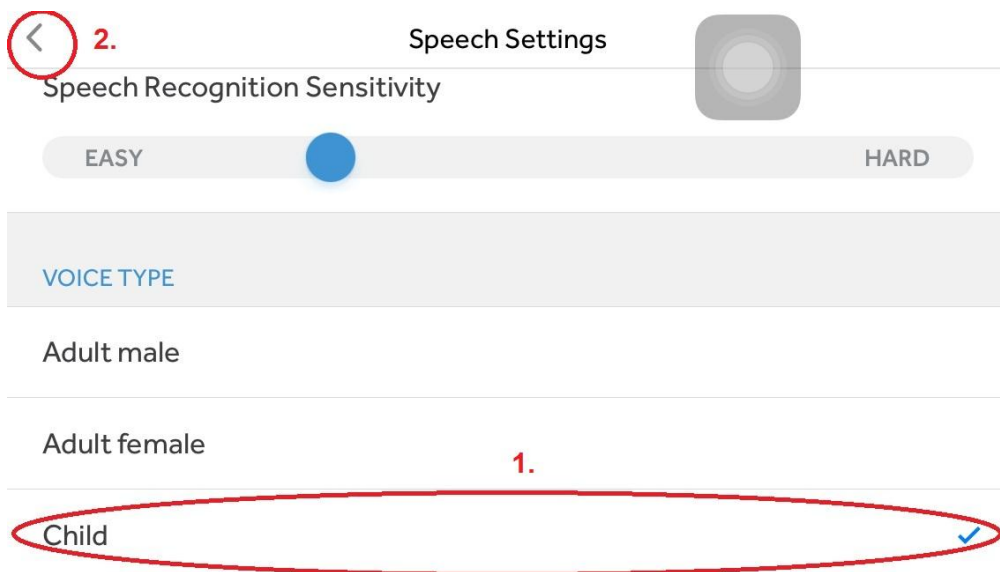 2. Speech Settings
Speech Recognition Sensitivity
EASY HARD
VOICE TYPE
Adult male
Adult female
1.
Child